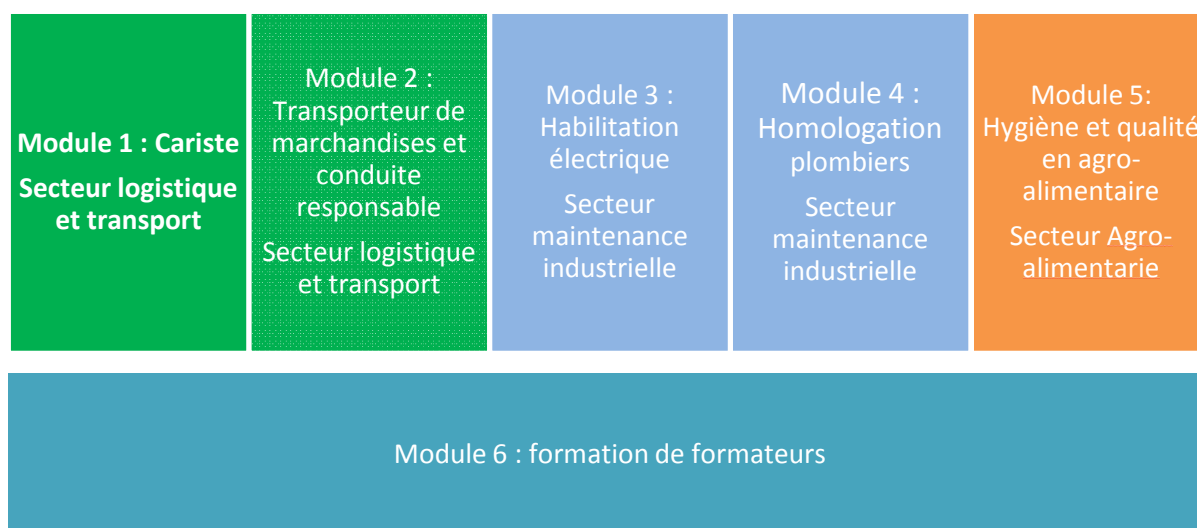 Module 1 : Cariste
Secteur logistique
et transport
Module 2 :
Transporteur de
marchandises et
conduite
responsable
Secteur logistique
et transport
Module 3 :
Habilitation
électrique
Secteur
maintenance
industrielle
Module 4 :
Homologation
plombiers
Secteur
maintenance
industrielle
Module 5:
Hygiène et qualité
en agro-
alimentaire
Secteur Agro-
alimentarie
Module 6 : formation de formateurs